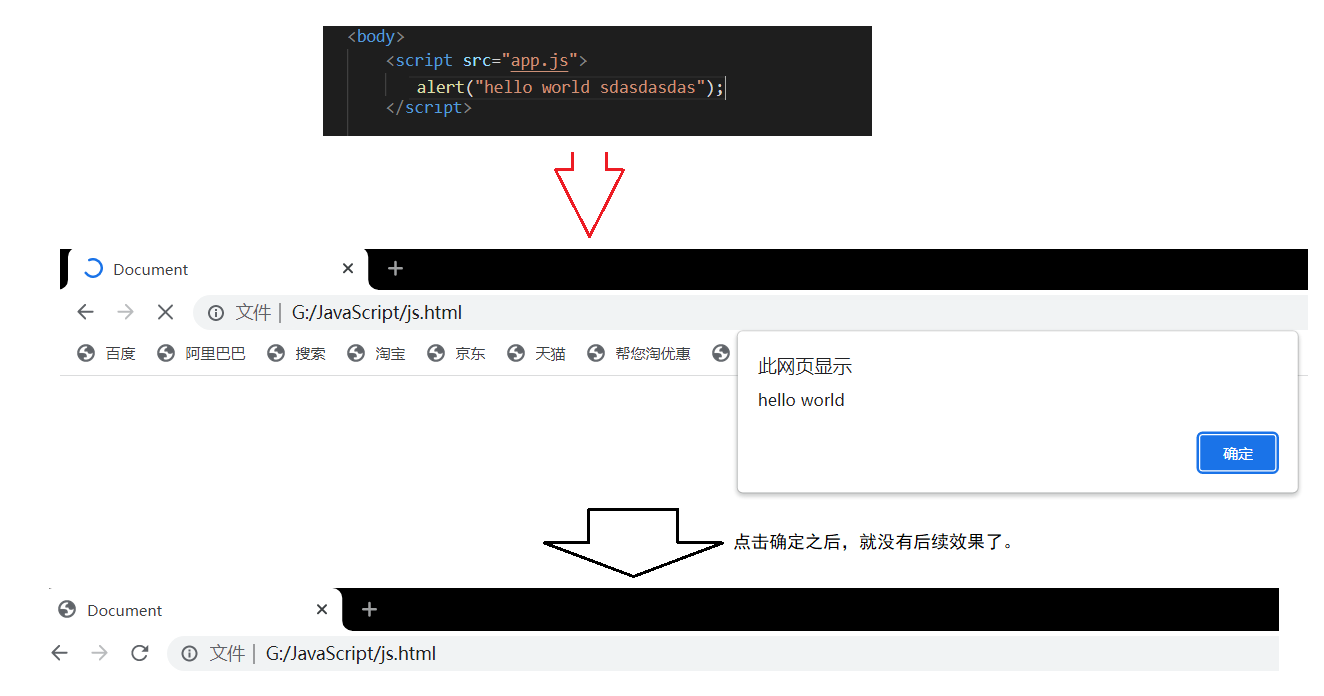 <body>
<script src="app.js">
alert("hello world sdasdasdas");
</script>
Document
文件 | G:/JavaScript/js.html
百度 阿里巴巴 搜索 淘宝 京东 天猫 帮您淘优惠
此网页显示
hello world
确定
点击确定之后，就没有后续效果了。
Document
文件 | G:/JavaScript/js.html